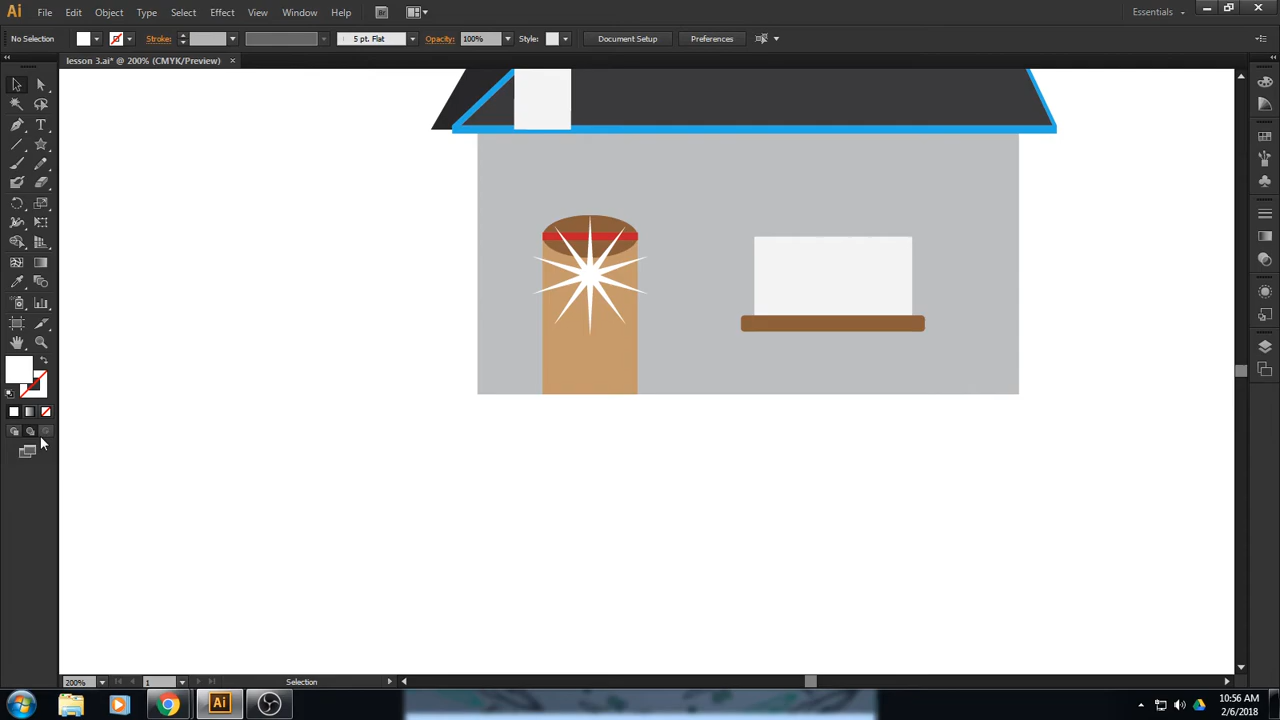 Ai File Edit Object Type Select Effect View Window Help Br Essentials
No Selection Stroke: 5 pt. Flat Opacity: 100% Style: Document Setup Preferences
lesson 3.ai* @ 200% (CMYK/Preview) ×
T
200% 1 Selection
Ai 10:56 AM
2/6/2018